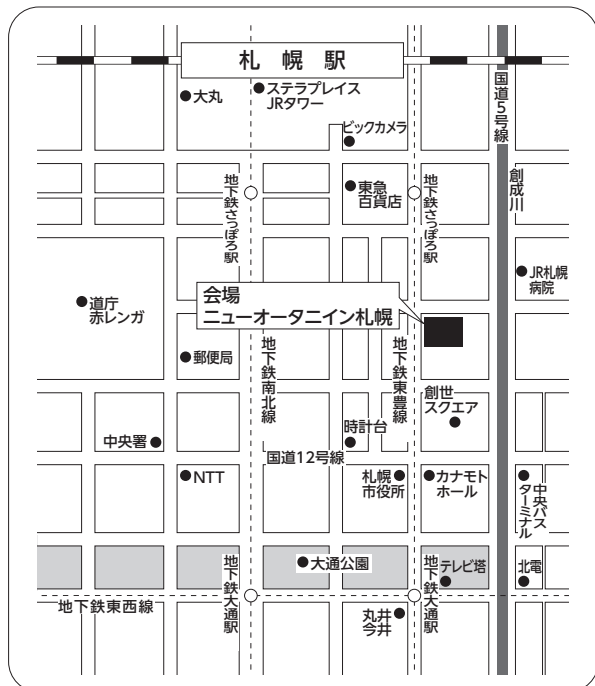 札幌駅
大丸
ステラプレイス
JRタワー
ビックカメラ
国道5号線
地下鉄さっぽろ駅
東急
百貨店
地下鉄さっぽろ駅
創成川
JR札幌
病院
会場
ニューオータニイン札幌
道庁
赤レンガ
郵便局
地下鉄南北線
地下鉄東豊線
創世
スクエア
時計台
中央署
国道12号線
NTT
札幌
市役所
カナモト
ホール
中央バス
ターミナル
大通公園
テレビ塔
北電
地下鉄大通駅
地下鉄大通駅
地下鉄東西線
丸井
今井